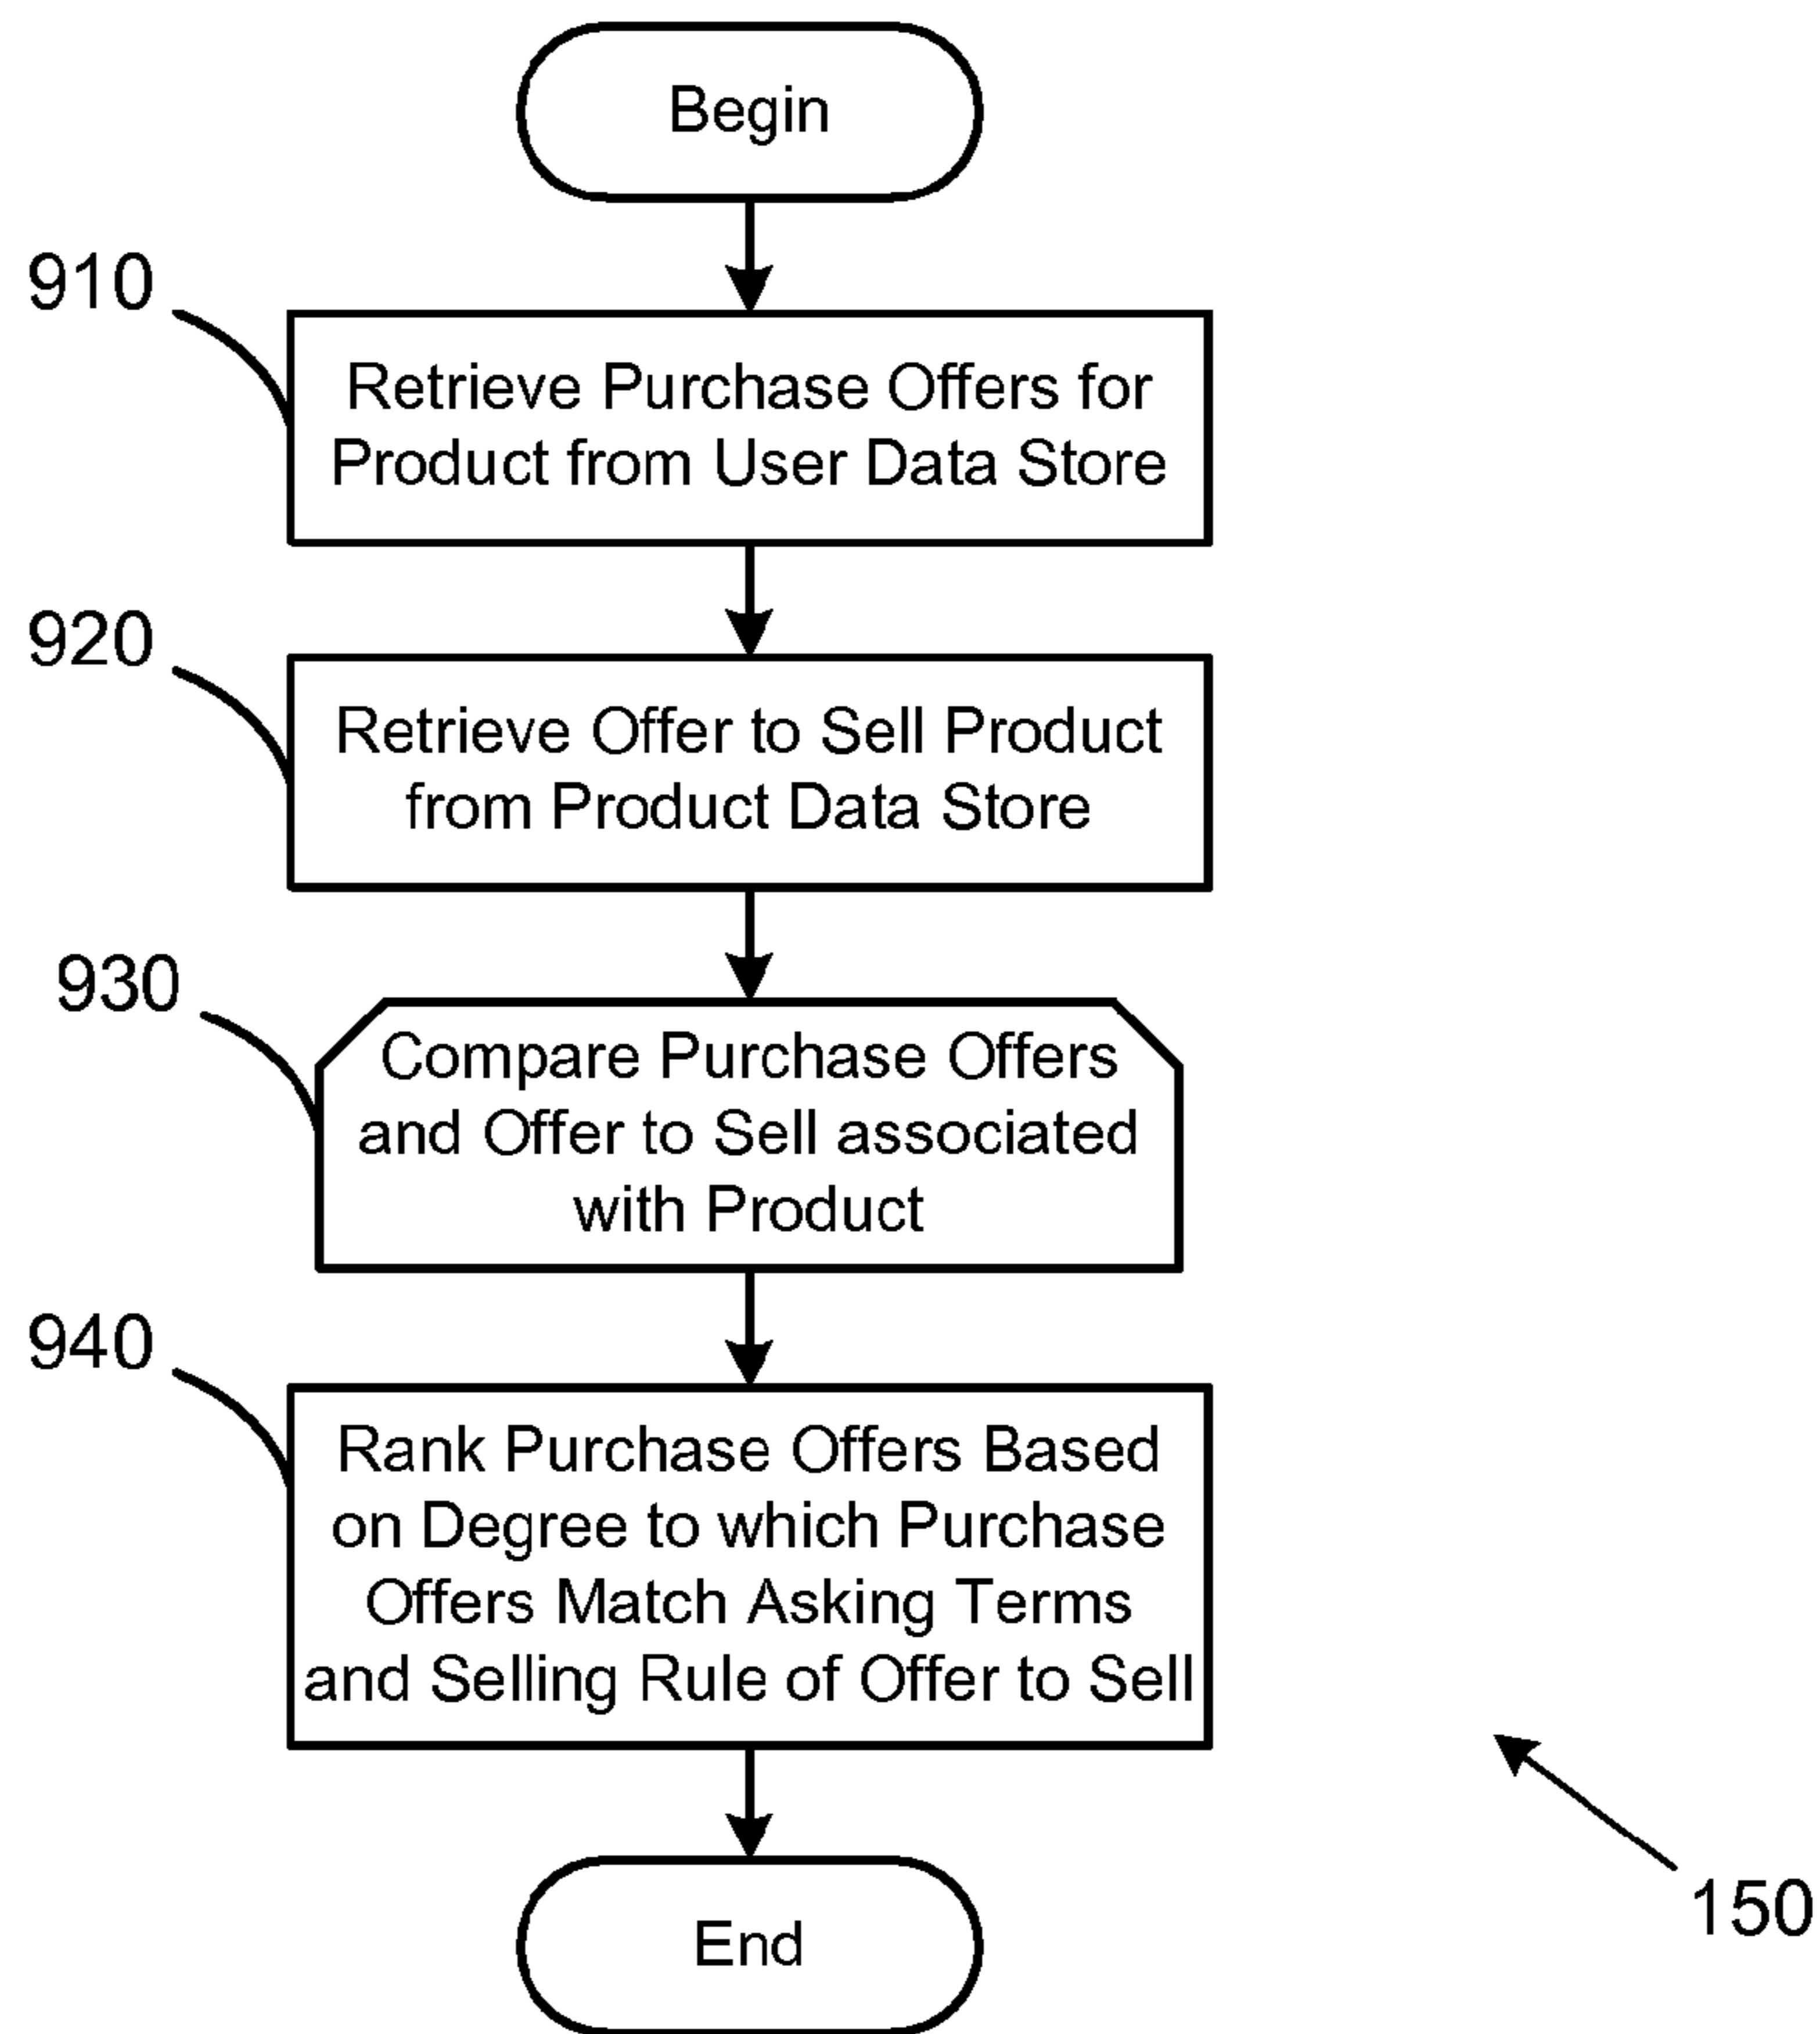 Begin
910
Retrieve Purchase Offers for
Product from User Data Store
920
Retrieve Offer to Sell Product
from Product Data Store
930
Compare Purchase Offers
and Offer to Sell associated
with Product
940
Rank Purchase Offers Based
on Degree to which Purchase
Offers Match Asking Terms
and Selling Rule of Offer to Sell
150
End